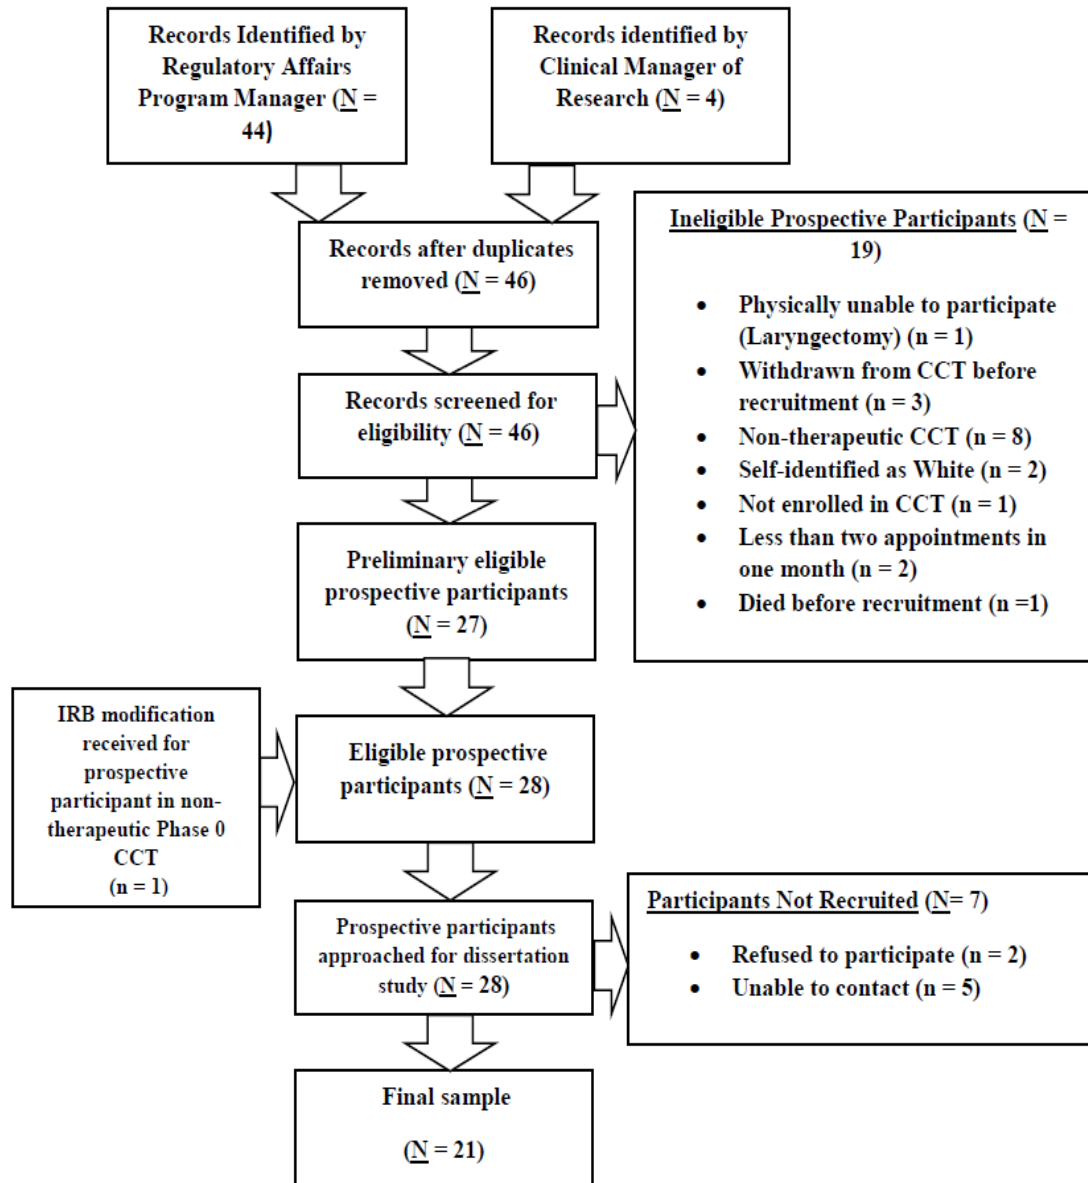 Records Identified by
Regulatory Affairs
Program Manager (N =
44)
Records identified by
Clinical Manager of
Research (N = 4)
Records after duplicates
removed (N = 46)
Ineligible Prospective Participants (N =
19)
• Physically unable to participate
(Laryngectomy) (n = 1)
• Withdrawn from CCT before
recruitment (n = 3)
• Non-therapeutic CCT (n = 8)
• Self-identified as White (n = 2)
• Not enrolled in CCT (n = 1)
• Less than two appointments in
one month (n = 2)
• Died before recruitment (n =1)
Records screened for
eligibility (N = 46)
Preliminary eligible
prospective participants
(N = 27)
IRB modification
received for
prospective
participant in non-
therapeutic Phase 0
CCT
(n = 1)
Eligible prospective
participants (N = 28)
Prospective participants
approached for dissertation
study (N = 28)
Participants Not Recruited (N= 7)
• Refused to participate (n = 2)
• Unable to contact (n = 5)
Final sample
(N = 21)